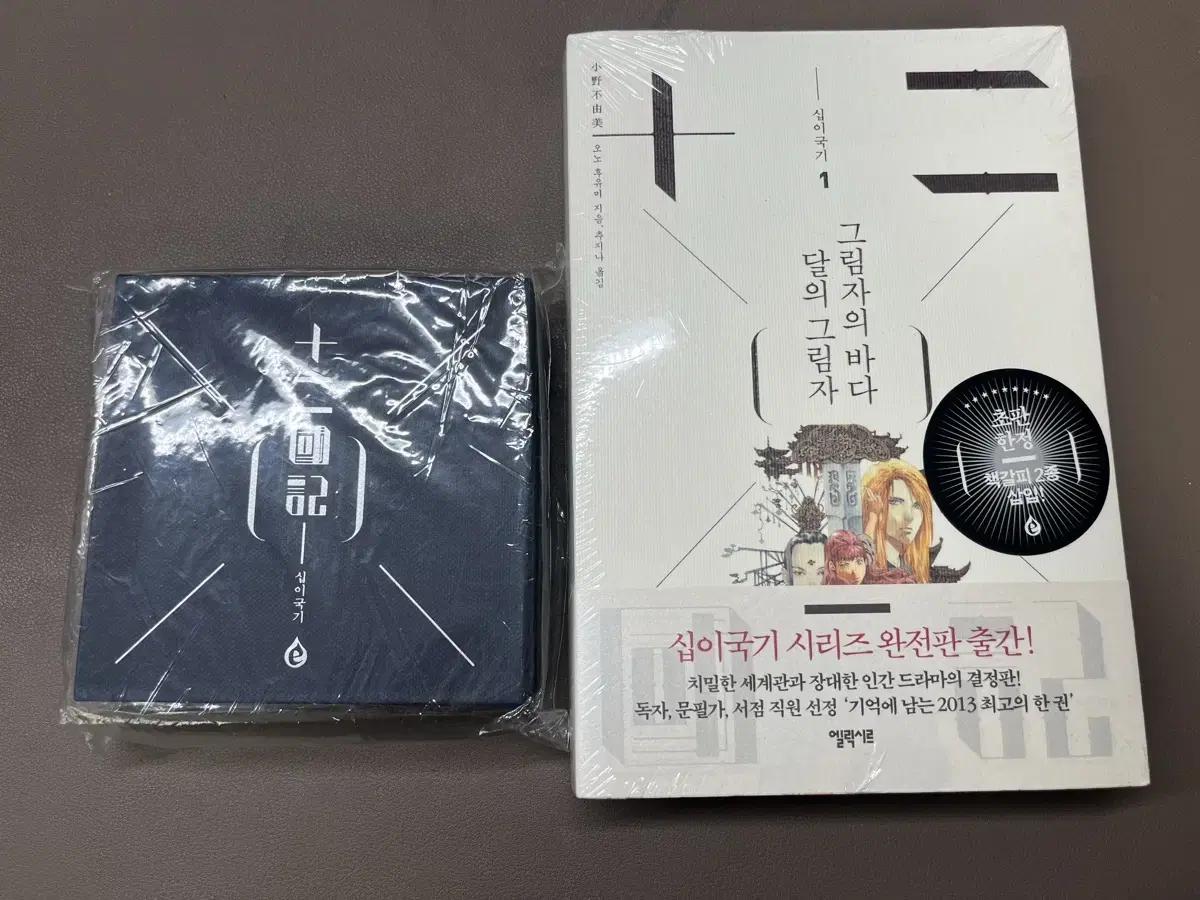 十二國記
십이국기
e
小野不由美
오노 후유미 지음, 추지나 옮김
十二
십이국기 1
그림자의 바다
달의 그림자
초판
한정
책갈피 2종
삽입!
e
國記
십이국기 시리즈 완전판 출간!
치밀한 세계관과 장대한 인간 드라마의 결정판!
독자, 문필가, 서점 직원 선정 ‘기억에 남는 2013 최고의 한 권’
엘릭시르